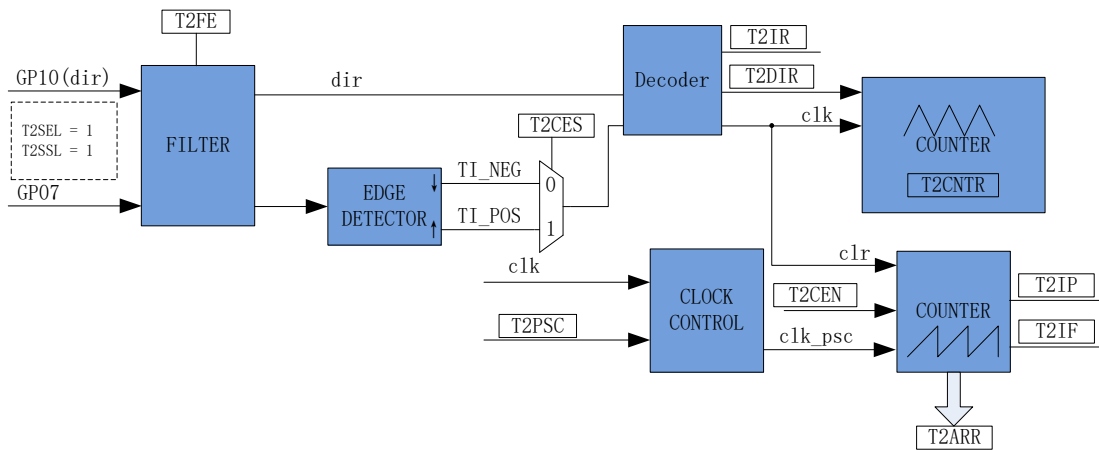 T2FE
GP10(dir)
T2SEL = 1
T2SSL = 1
GP07
FILTER
dir
T2CES
EDGE
DETECTOR
TI_NEG
TI_POS
0
1
Decoder
T2IR
T2DIR
clk
COUNTER
T2CNTR
clk
T2PSC
CLOCK
CONTROL
clr
T2CEN
clk_psc
COUNTER
T2IP
T2IF
T2ARR